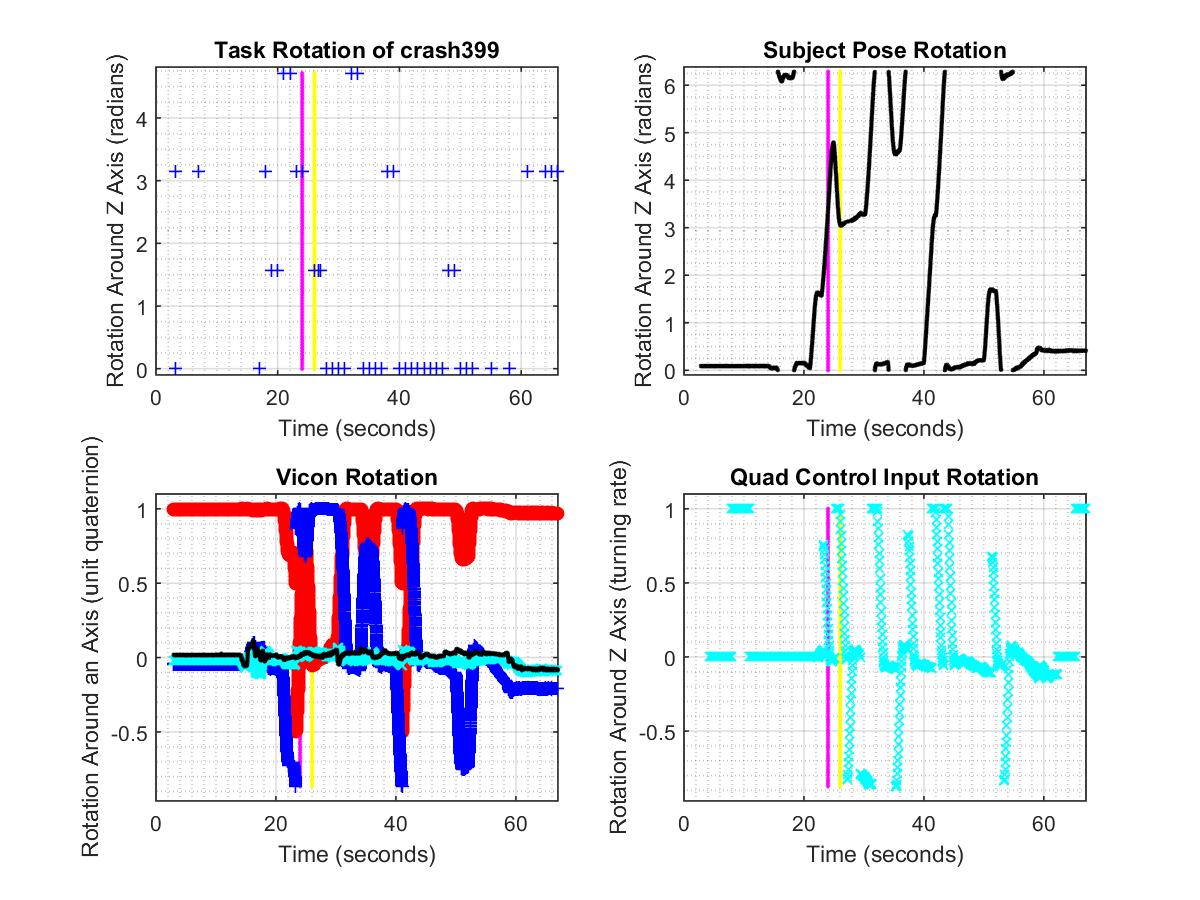 Task Rotation of crash399
Rotation Around Z Axis (radians)
4
3
2
1
0
0 20 40 60
Time (seconds)
Subject Pose Rotation
Rotation Around Z Axis (radians)
6
5
4
3
2
1
0
0 20 40 60
Time (seconds)
Vicon Rotation
Rotation Around an Axis (unit quaternion)
1
0.5
0
-0.5
0 20 40 60
Time (seconds)
Quad Control Input Rotation
Rotation Around Z Axis (turning rate)
1
0.5
0
-0.5
0 20 40 60
Time (seconds)